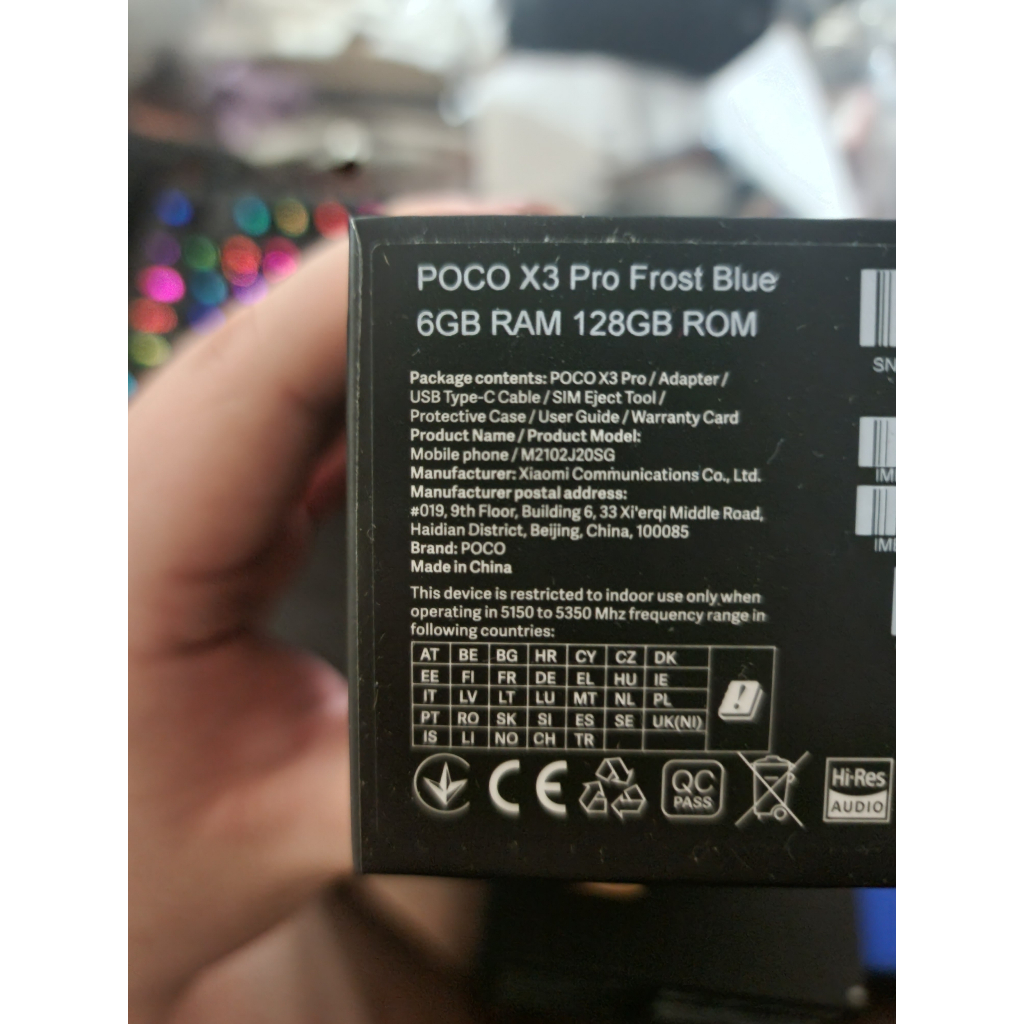 POCO X3 Pro Frost Blue
6GB RAM 128GB ROM
Package contents: POCO X3 Pro / Adapter /
USB Type-C Cable / SIM Eject Tool /
Protective Case / User Guide / Warranty Card
Product Name / Product Model:
Mobile phone / M2102J20SG
Manufacturer: Xiaomi Communications Co., Ltd.
Manufacturer postal address:
#019, 9th Floor, Building 6, 33 Xi'erqi Middle Road,
Haidian District, Beijing, China, 100085
Brand: POCO
Made in China
This device is restricted to indoor use only when
operating in 5150 to 5350 Mhz frequency range in
following countries:
AT BE BG HR CY CZ DK
EE FI FR DE EL HU IE
IT LV LT LU MT NL PL
PT RO SK SI ES SE UK(NI)
IS LI NO CH TR
CE
QC
PASS
Hi-Res
AUDIO
SN